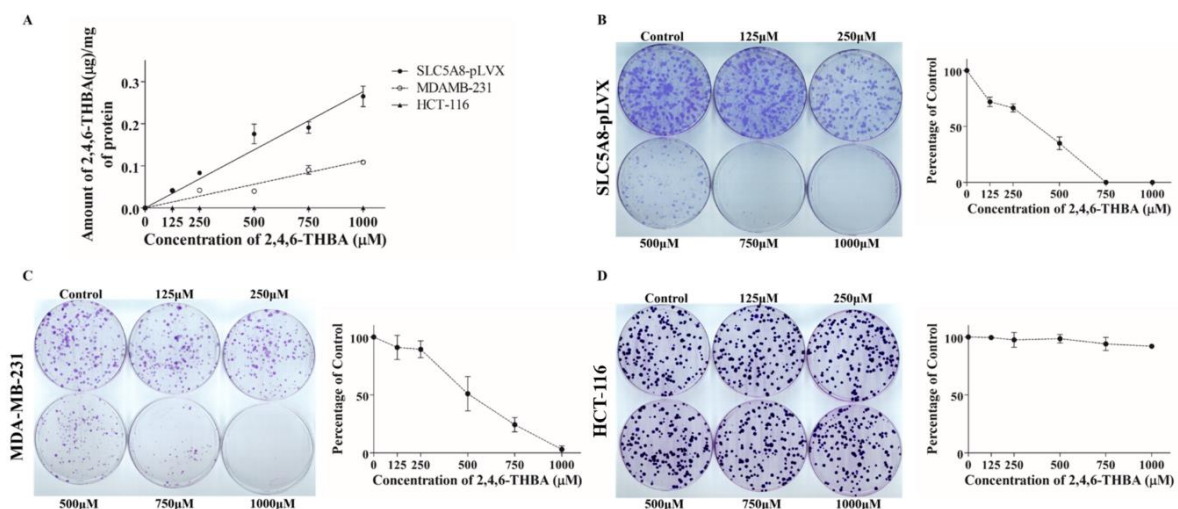 A
Amount of 2,4,6-THBA(µg)/mg
of protein
0.3
0.2
0.1
0.0
0 125 250 500 750 1000
Concentration of 2,4,6-THBA (µM)
SLC5A8-pLVX
MDAMB-231
HCT-116
B
SLC5A8-pLVX
Control 125µM 250µM
500µM 750µM 1000µM
Percentage of Control
100
50
0
0 125 250 500 750 1000
Concentration of 2,4,6-THBA (µM)
C
MDA-MB-231
Control 125µM 250µM
500µM 750µM 1000µM
Percentage of Control
100
50
0
0 125 250 500 750 1000
Concentration of 2,4,6-THBA (µM)
D
HCT-116
Control 125µM 250µM
500µM 750µM 1000µM
Percentage of Control
100
50
0
0 125 250 500 750 1000
Concentration of 2,4,6-THBA (µM)